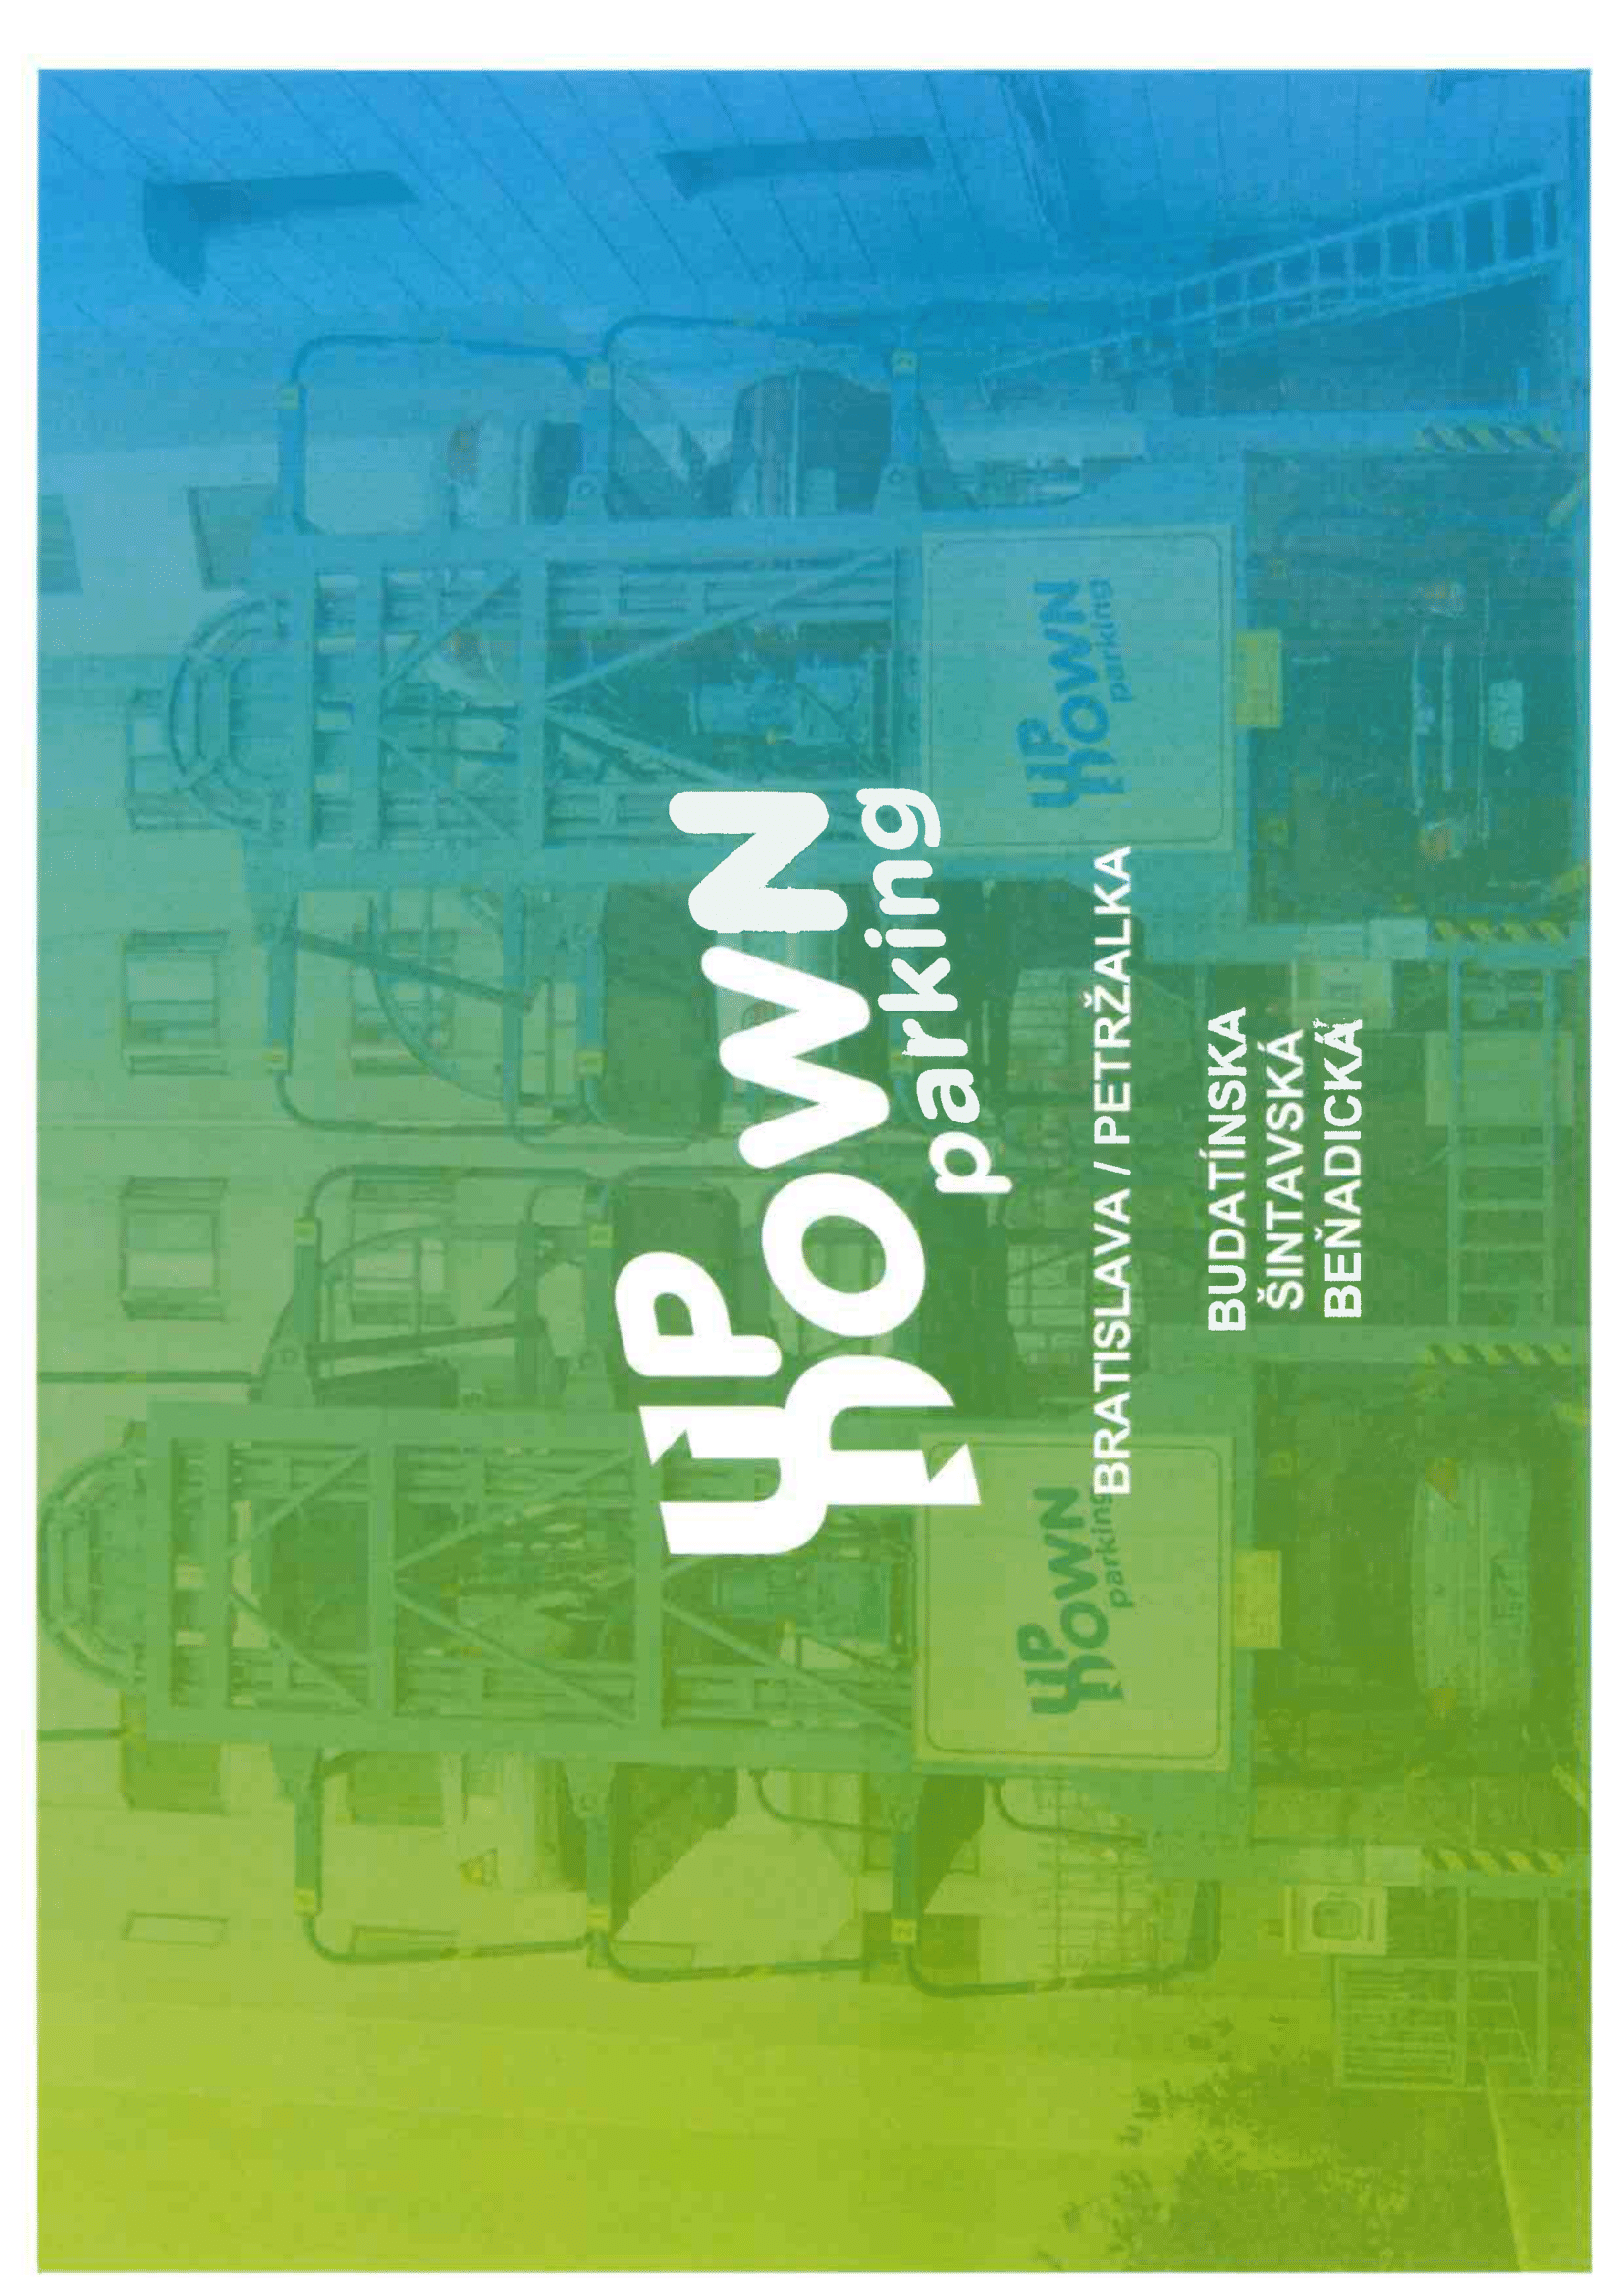 UP
DOWN
parking
BRATISLAVA / PETRŽALKA
BUDATÍNSKA
ŠINTAVSKÁ
BEŇADICKÁ
UP
DOWN
parking
UP
DOWN
parking